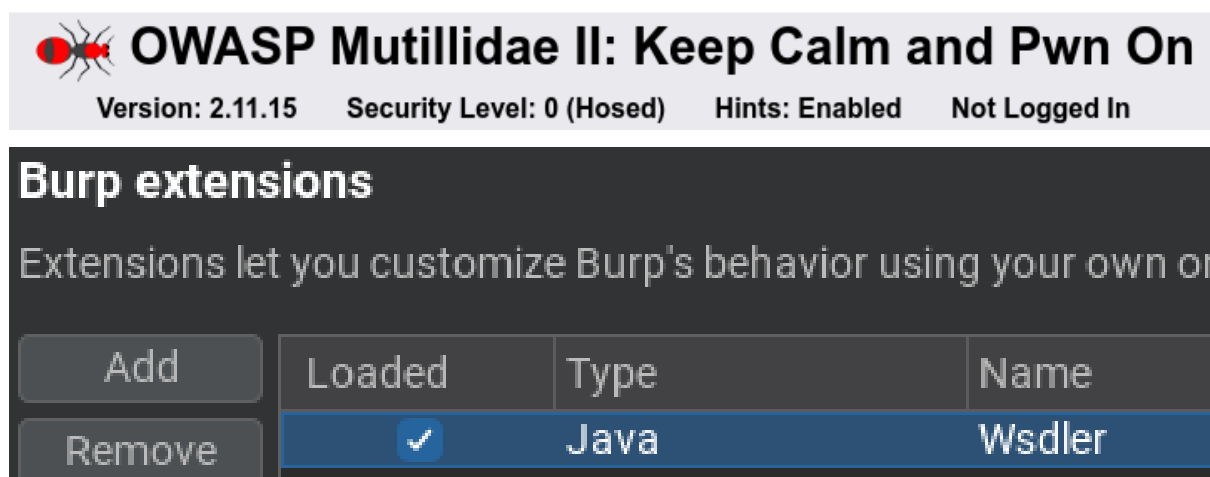 OWASP Mutillidae II: Keep Calm and Pwn On
Version: 2.11.15 Security Level: 0 (Hosed) Hints: Enabled Not Logged In
Burp extensions
Extensions let you customize Burp's behavior using your own or
Add Loaded Type Name
Remove Java Wsdler